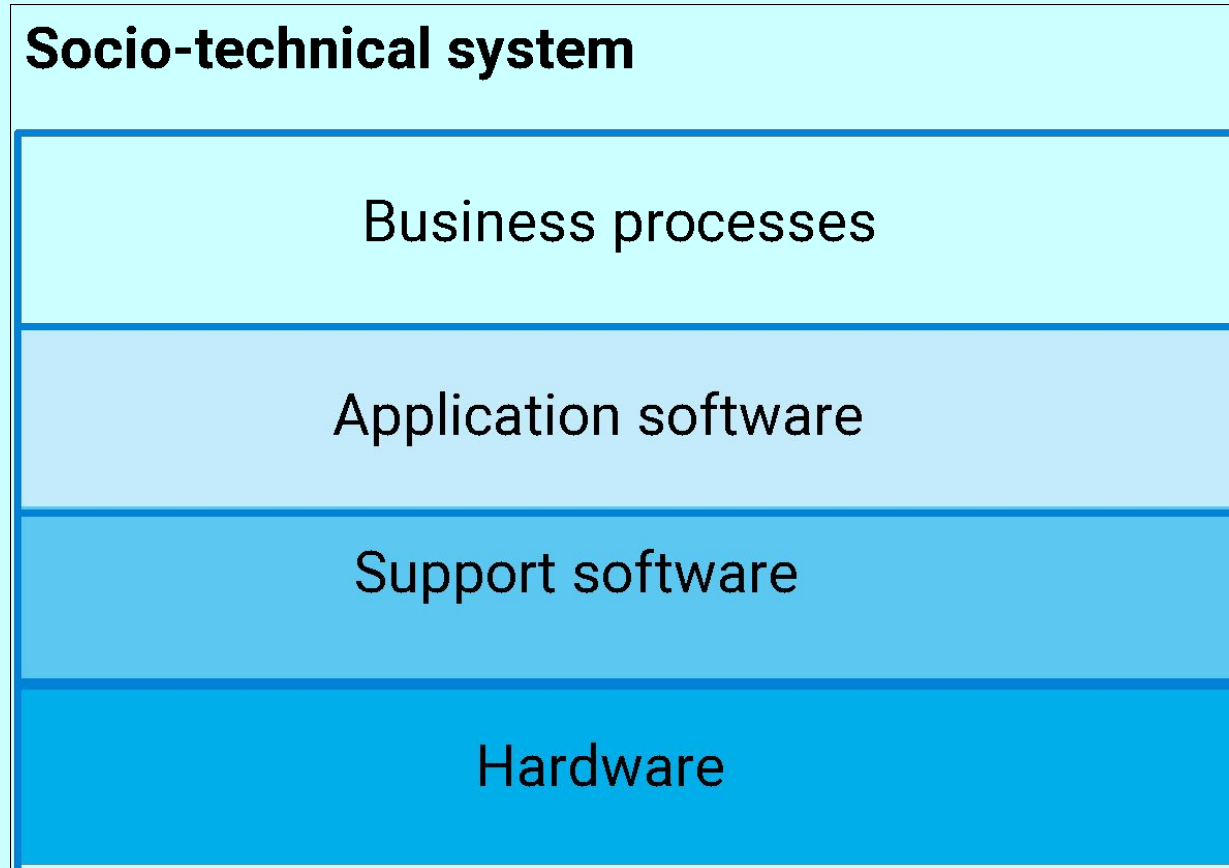 Socio-technical system
Business processes
Application software
Support software
Hardware